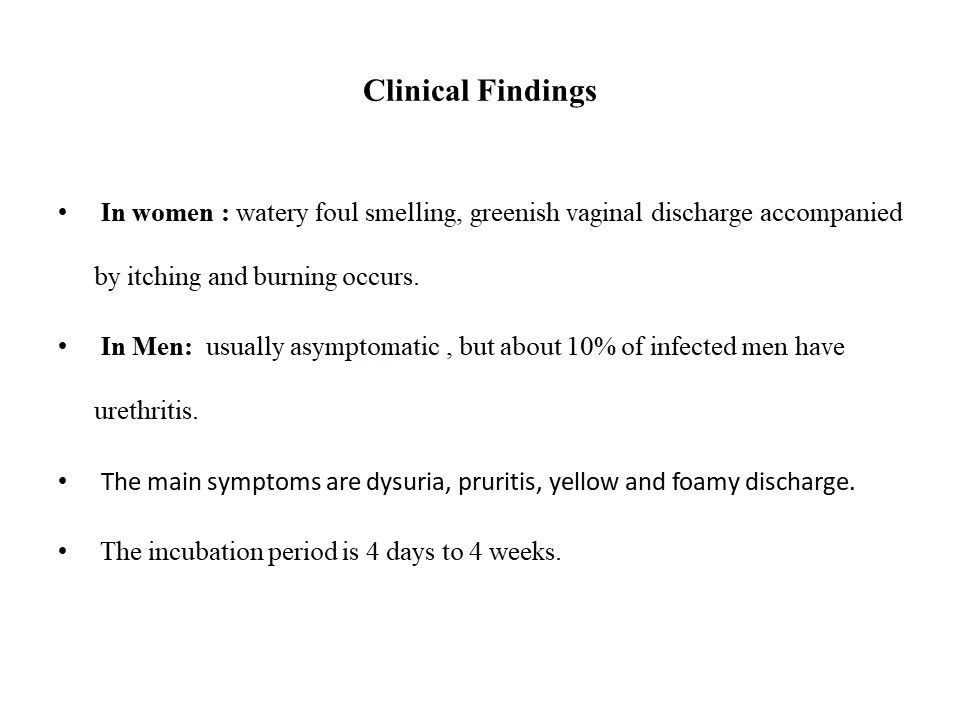 Clinical Findings
• In women : watery foul smelling, greenish vaginal discharge accompanied
by itching and burning occurs.
• In Men:  usually asymptomatic , but about 10% of infected men have
urethritis.
• The main symptoms are dysuria, pruritis, yellow and foamy discharge.
• The incubation period is 4 days to 4 weeks.